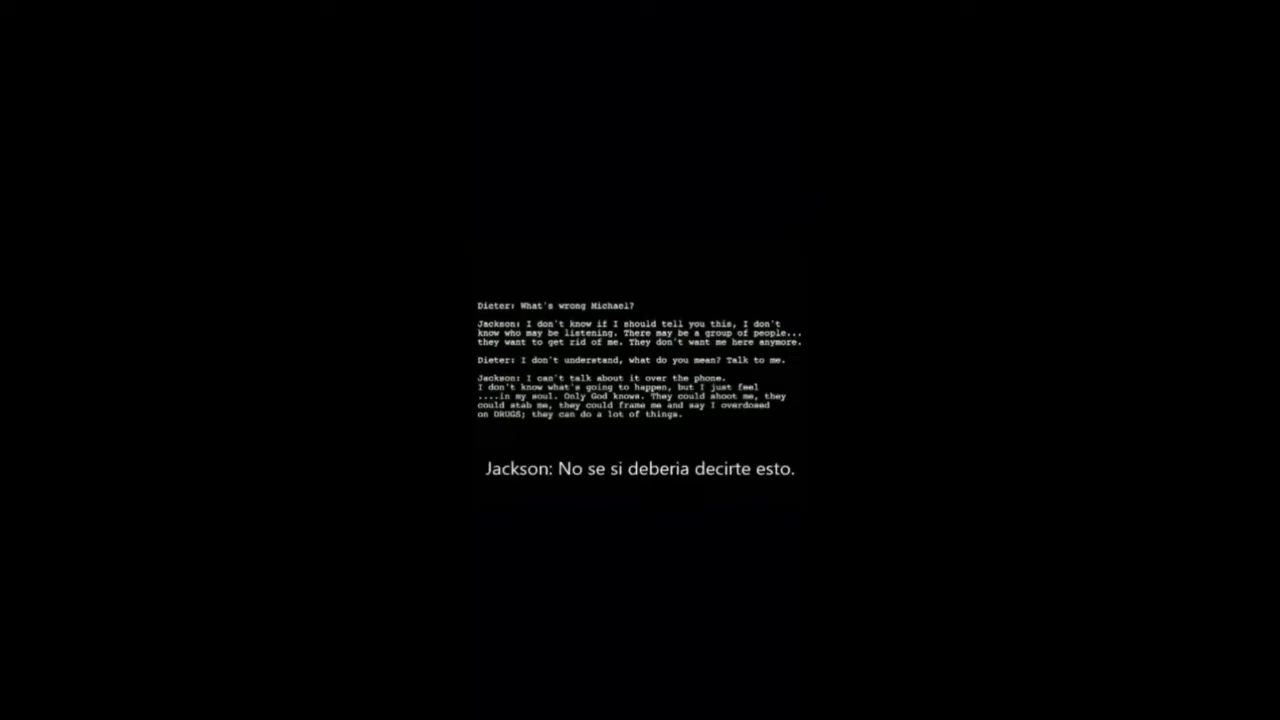 Dieter: What's wrong Michael?
Jackson: I don't know if I should tell you this, I don't
know who may be listening. There may be a group of people...
they want to get rid of me. They don't want me here anymore.
Dieter: I don't understand, what do you mean? Talk to me.
Jackson: I can't talk about it over the phone.
I don't know what's going to happen, but I just feel
....in my soul. Only God knows. They could shoot me, they
could stab me, they could frame me and say I overdosed
on DRUGS; they can do a lot of things.
Jackson: No se si deberia decirte esto.